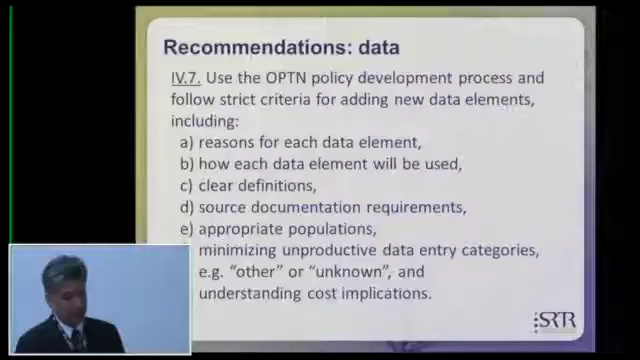 Recommendations: data
IV.7. Use the OPTN policy development process and
follow strict criteria for adding new data elements,
including:
a) reasons for each data element,
b) how each data element will be used,
c) clear definitions,
d) source documentation requirements,
e) appropriate populations,
minimizing unproductive data entry categories,
e.g. “other” or “unknown”, and
understanding cost implications.
SRTR